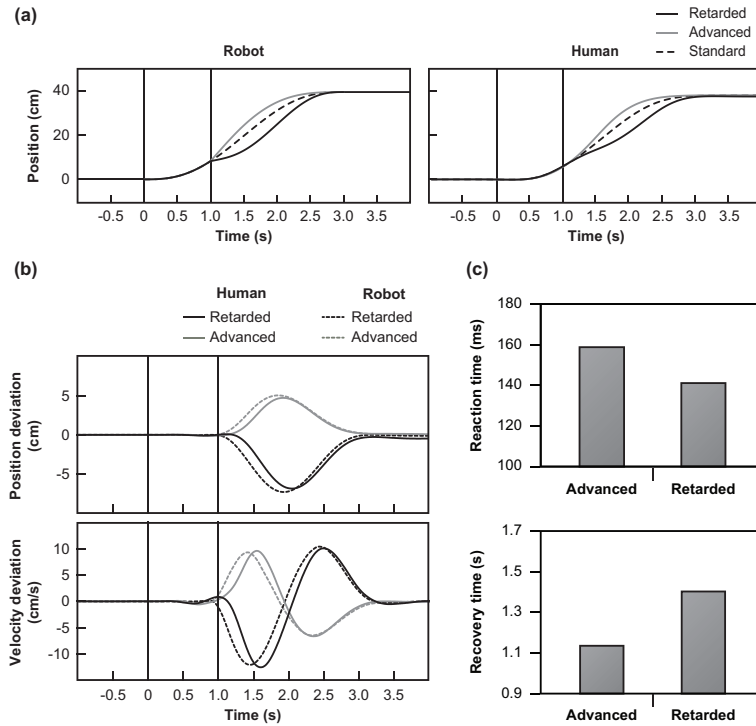 (a)
Retarded
Advanced
Standard
Robot
Human
Position (cm)
40
20
0
-0.5 0 0.5 1.0 1.5 2.0 2.5 3.0 3.5
-0.5 0 0.5 1.0 1.5 2.0 2.5 3.0 3.5
Time (s)
Time (s)
(b)
Human
Robot
Retarded
Retarded
Advanced
Advanced
Position deviation
(cm)
5
0
-5
Velocity deviation
(cm/s)
10
5
0
-5
-10
-0.5 0 0.5 1.0 1.5 2.0 2.5 3.0 3.5
Time (s)
(c)
Reaction time (ms)
180
160
140
120
100
Advanced Retarded
Recovery time (s)
1.7
1.5
1.3
1.1
0.9
Advanced Retarded